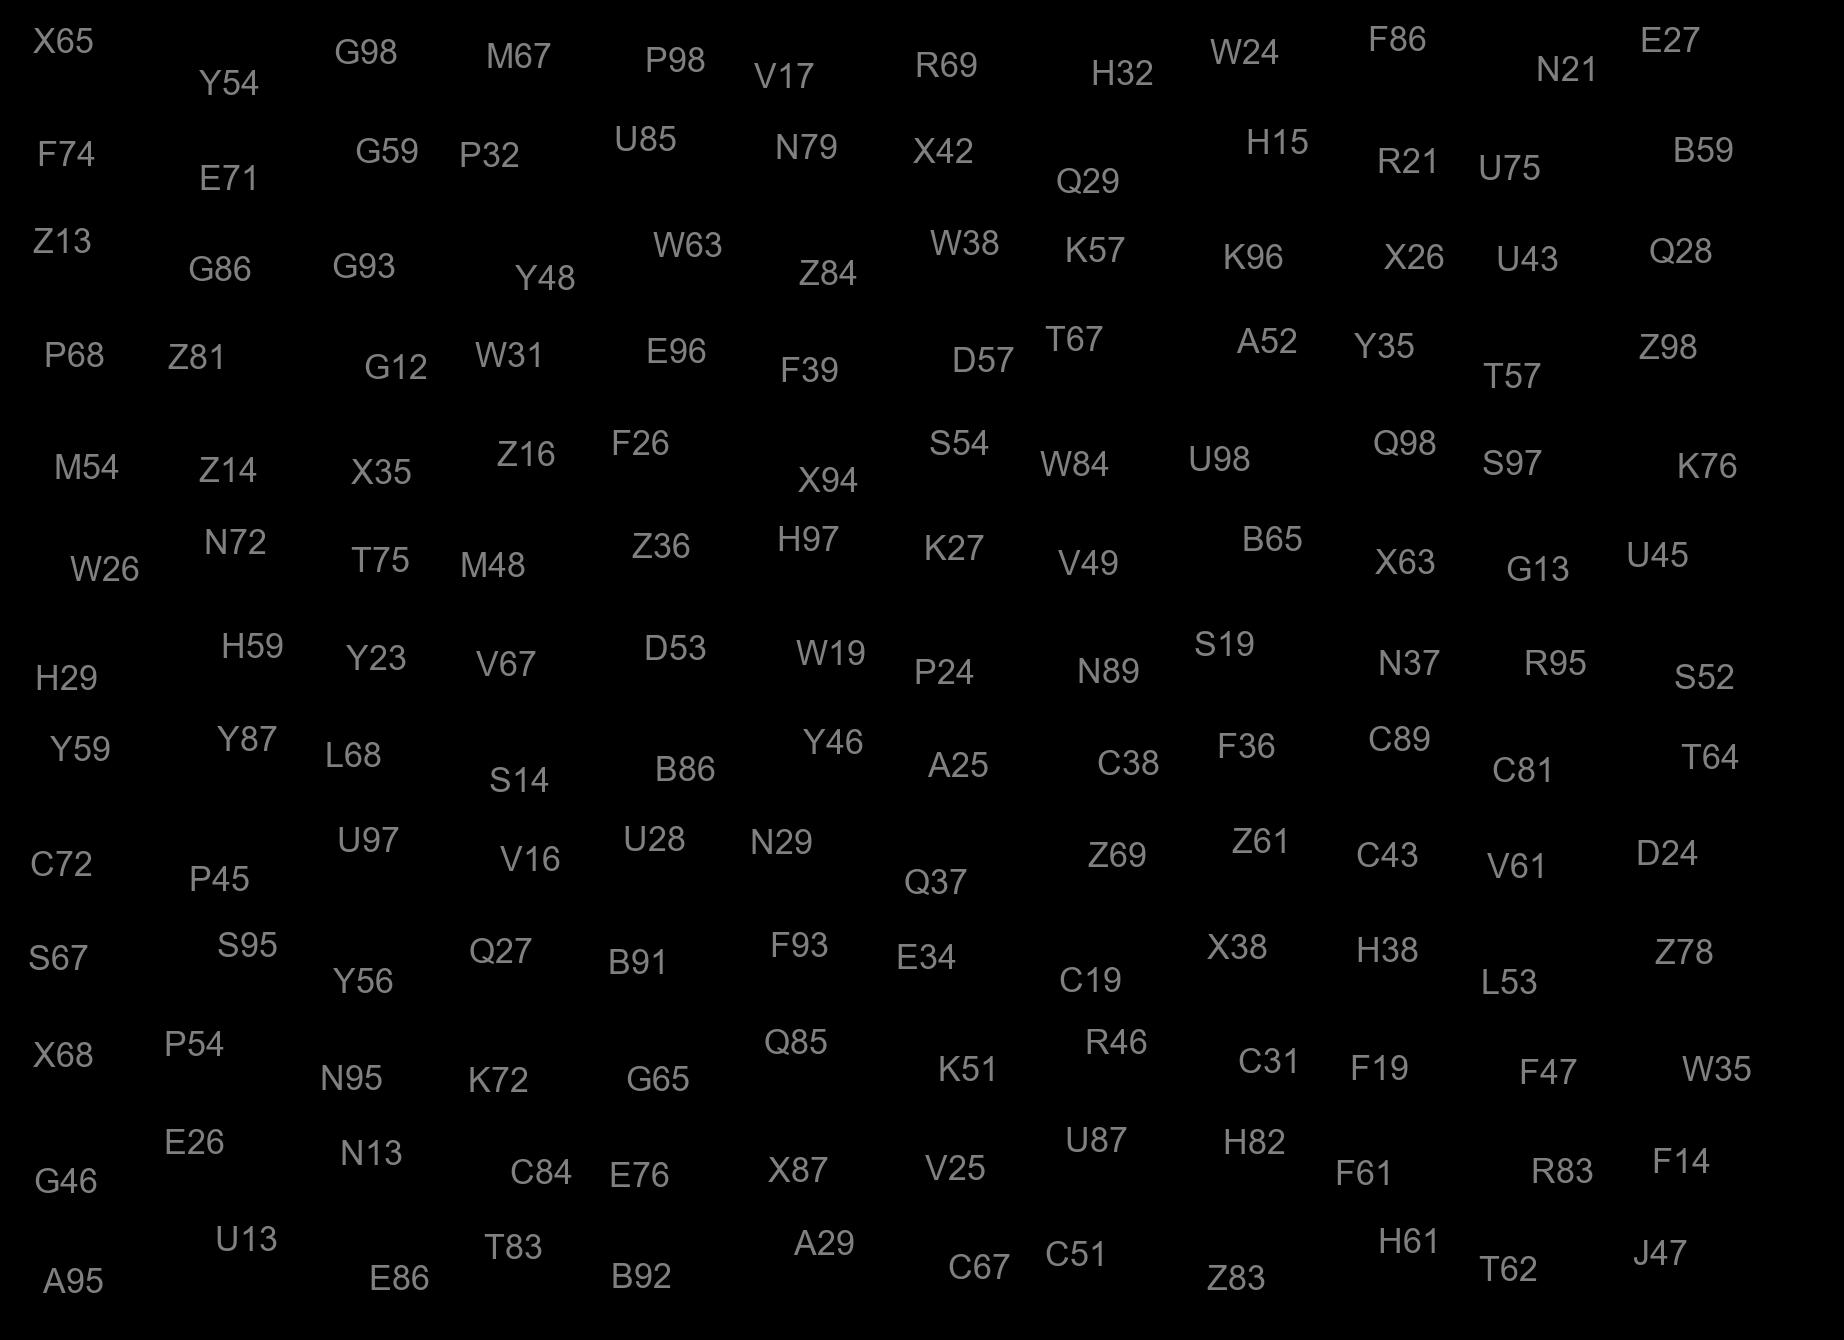 X65 Y54 G98 M67 P98 V17 R69 H32 W24 F86 N21 E27
F74 E71 G59 P32 U85 N79 X42 Q29 H15 R21 U75 B59
Z13 G86 G93 Y48 W63 Z84 W38 K57 K96 X26 U43 Q28
P68 Z81 G12 W31 E96 F39 D57 T67 A52 Y35 T57 Z98
M54 Z14 X35 Z16 F26 X94 S54 W84 U98 Q98 S97 K76
W26 N72 T75 M48 Z36 H97 K27 V49 B65 X63 G13 U45
H29 H59 Y23 V67 D53 W19 P24 N89 S19 N37 R95 S52
Y59 Y87 L68 S14 B86 Y46 A25 C38 F36 C89 C81 T64
C72 P45 U97 V16 U28 N29 Q37 Z69 Z61 C43 V61 D24
S67 S95 Y56 Q27 B91 F93 E34 C19 X38 H38 L53 Z78
X68 P54 N95 K72 G65 Q85 K51 R46 C31 F19 F47 W35
G46 E26 N13 C84 E76 X87 V25 U87 H82 F61 R83 F14
A95 U13 E86 T83 B92 A29 C67 C51 Z83 H61 T62 J47